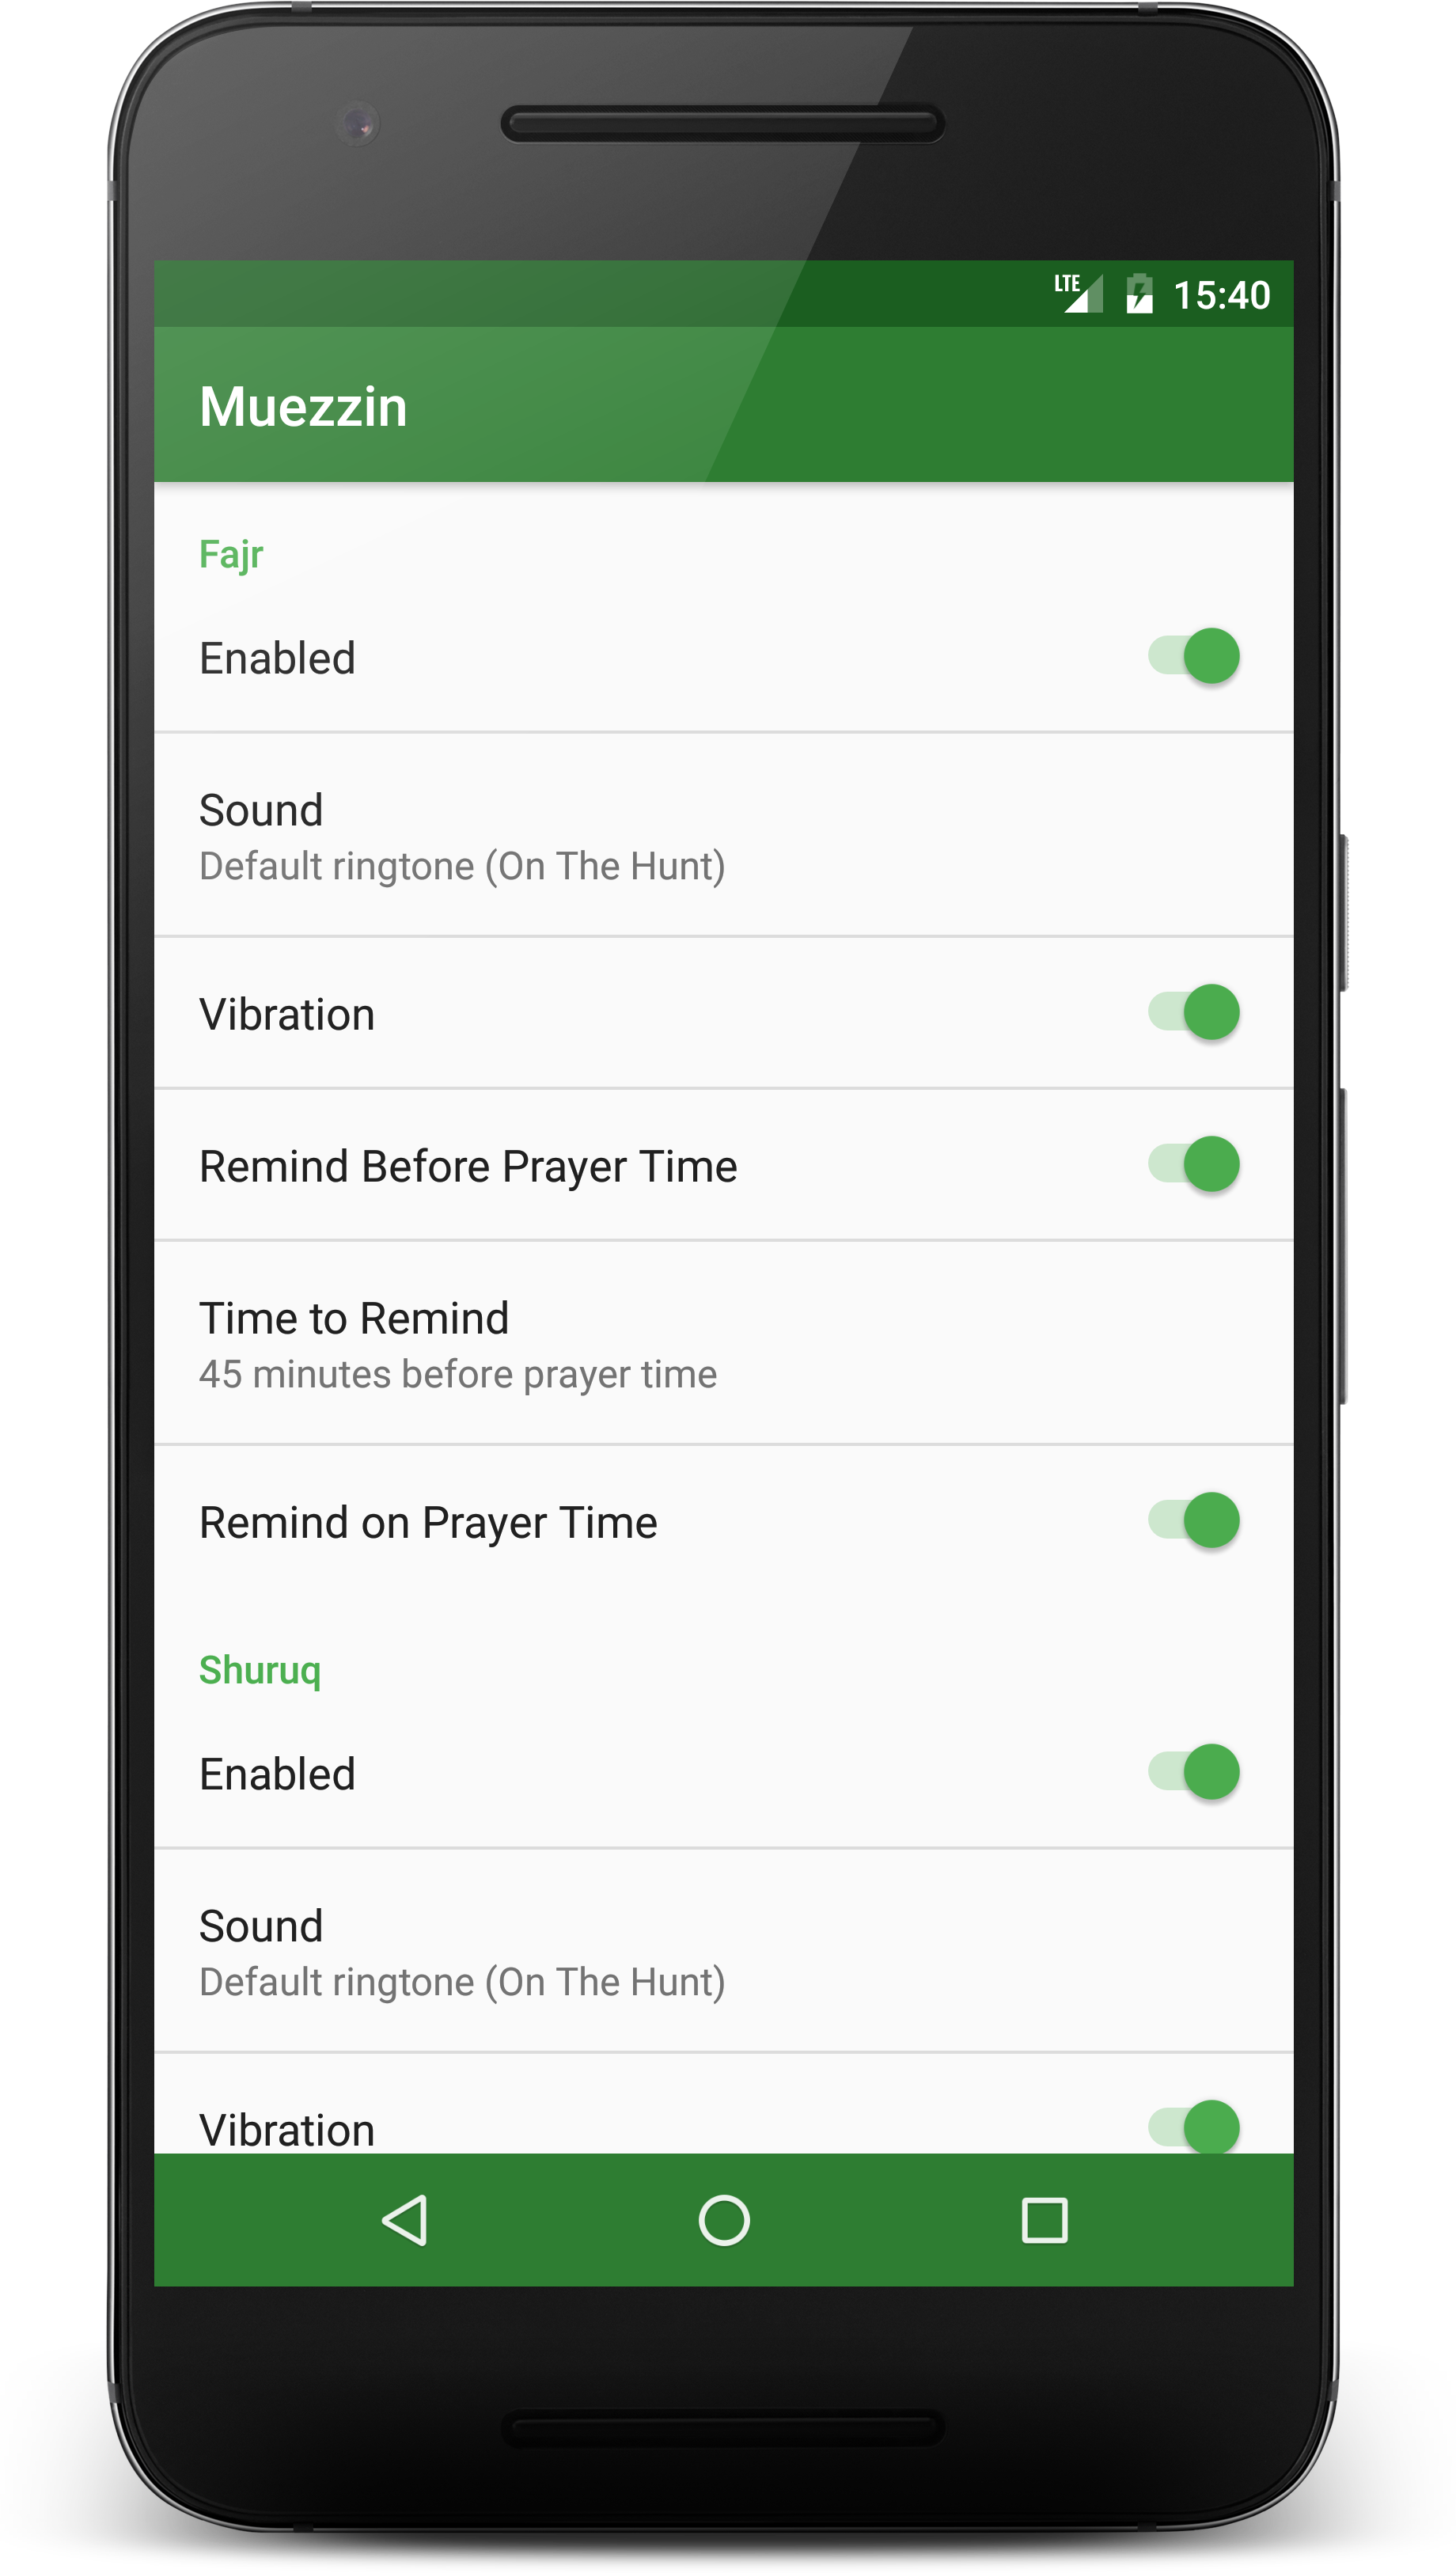 LTE 15:40
Muezzin
Fajr
Enabled
Sound
Default ringtone (On The Hunt)
Vibration
Remind Before Prayer Time
Time to Remind
45 minutes before prayer time
Remind on Prayer Time
Shuruq
Enabled
Sound
Default ringtone (On The Hunt)
Vibration